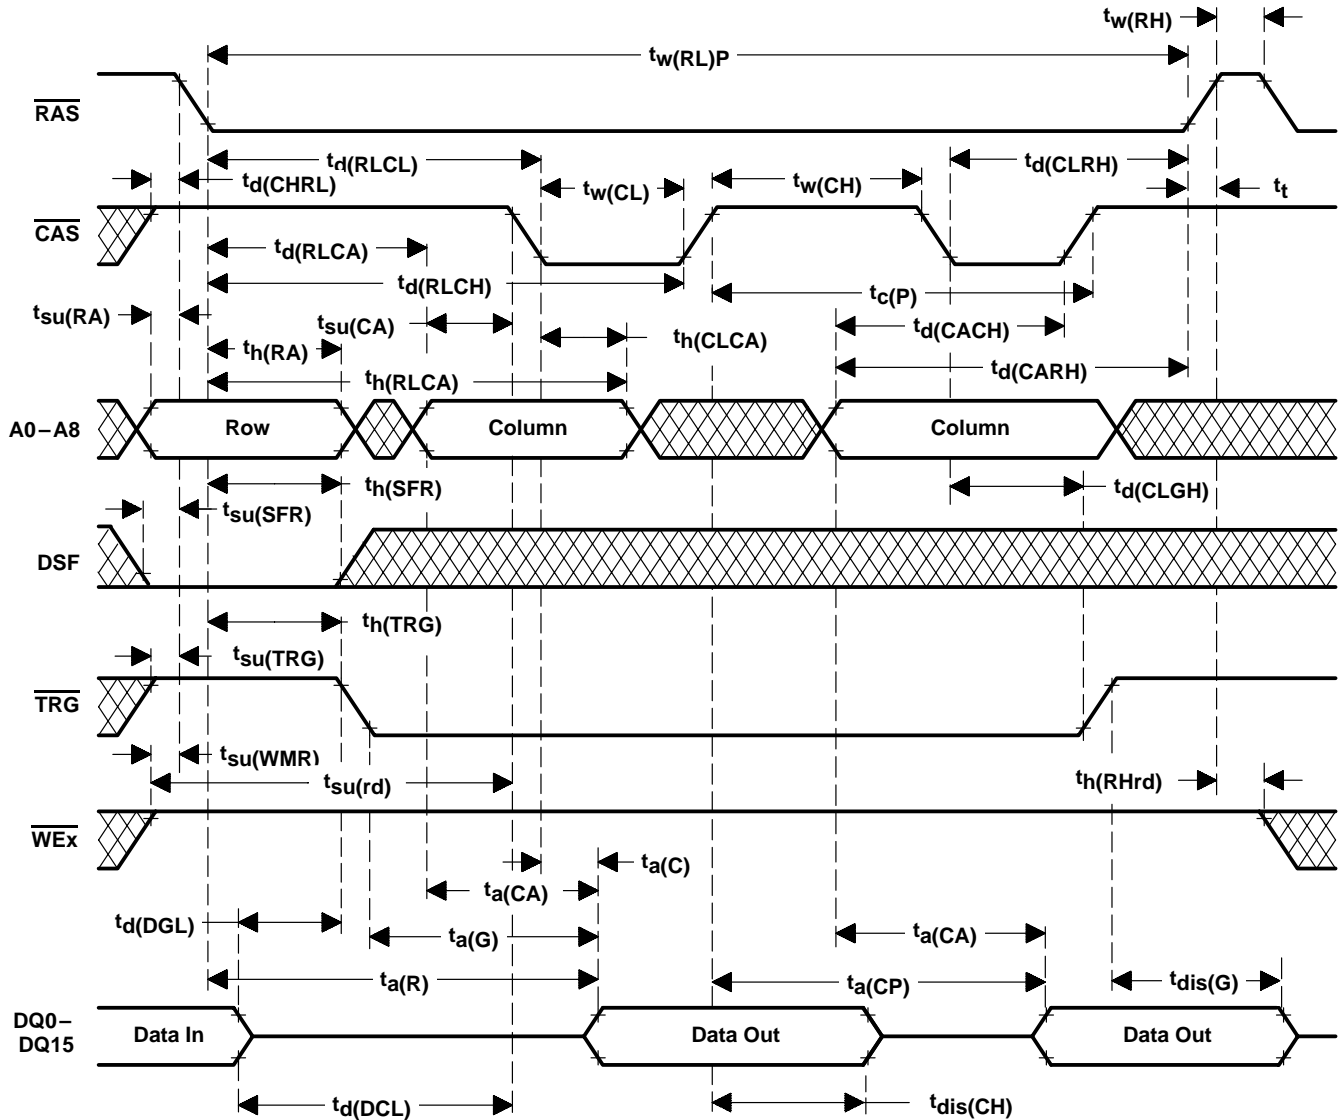 tw(RH)
tw(RL)P
RAS
td(RLCL)
td(CLRH)
td(CHRL)
tw(CL)
tw(CH)
tt
CAS
td(RLCA)
td(RLCH)
tc(P)
tsu(RA)
tsu(CA)
td(CACH)
th(RA)
th(CLCA)
td(CARH)
th(RLCA)
A0–A8
Row
Column
Column
th(SFR)
td(CLGH)
tsu(SFR)
DSF
th(TRG)
tsu(TRG)
TRG
tsu(WMR)
tsu(rd)
th(RHrd)
WEx
ta(C)
ta(CA)
td(DGL)
ta(G)
ta(CA)
ta(R)
ta(CP)
tdis(G)
DQ0–
DQ15
Data In
Data Out
Data Out
td(DCL)
tdis(CH)